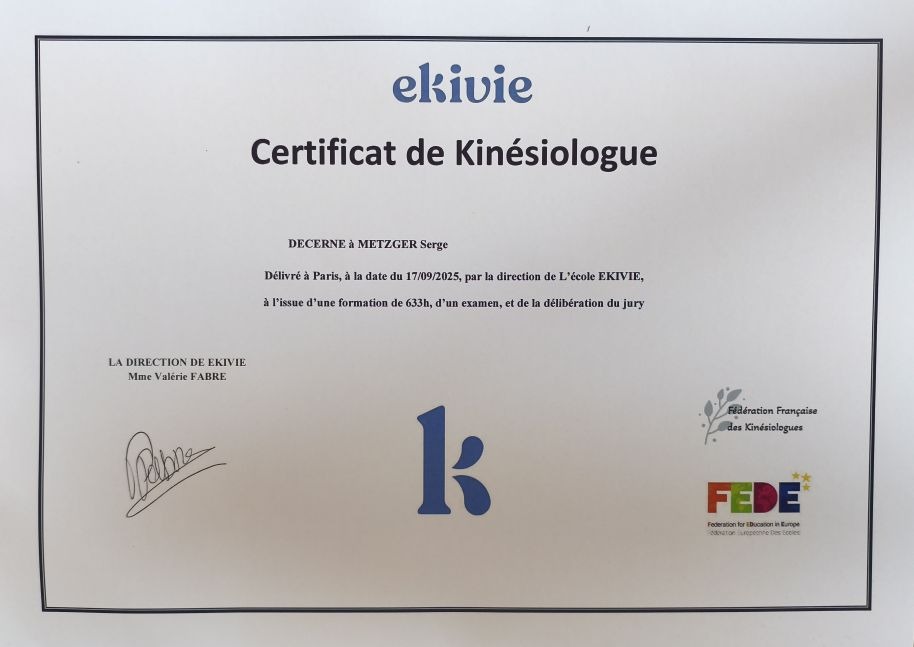 ekivie
Certificat de Kinésiologue
DECERNE à METZGER Serge
Délivré à Paris, à la date du 17/09/2025, par la direction de L'école EKIVIE,
à l'issue d'une formation de 633h, d'un examen, et de la délibération du jury
LA DIRECTION DE EKIVIE
Mme Valérie FABRE
k
Fédération Française
des Kinésiologues
FEDE
Federation for EDucation in Europe
Fédération Européenne Des Ecoles